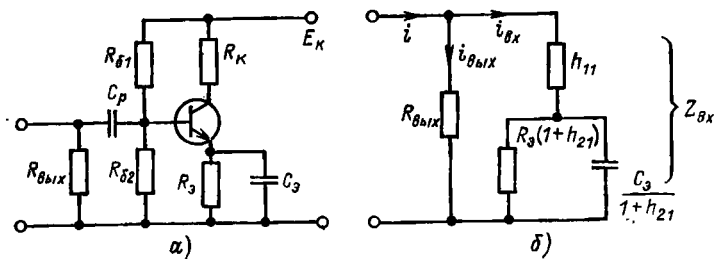 E_к
R_б1
R_к
C_р
R_вых
R_б2
R_э
C_э
а)
i
i_вх
i_вых
h_11
R_вых
R_э(1+h_21)
C_э
1+h_21
Z_вх
б)